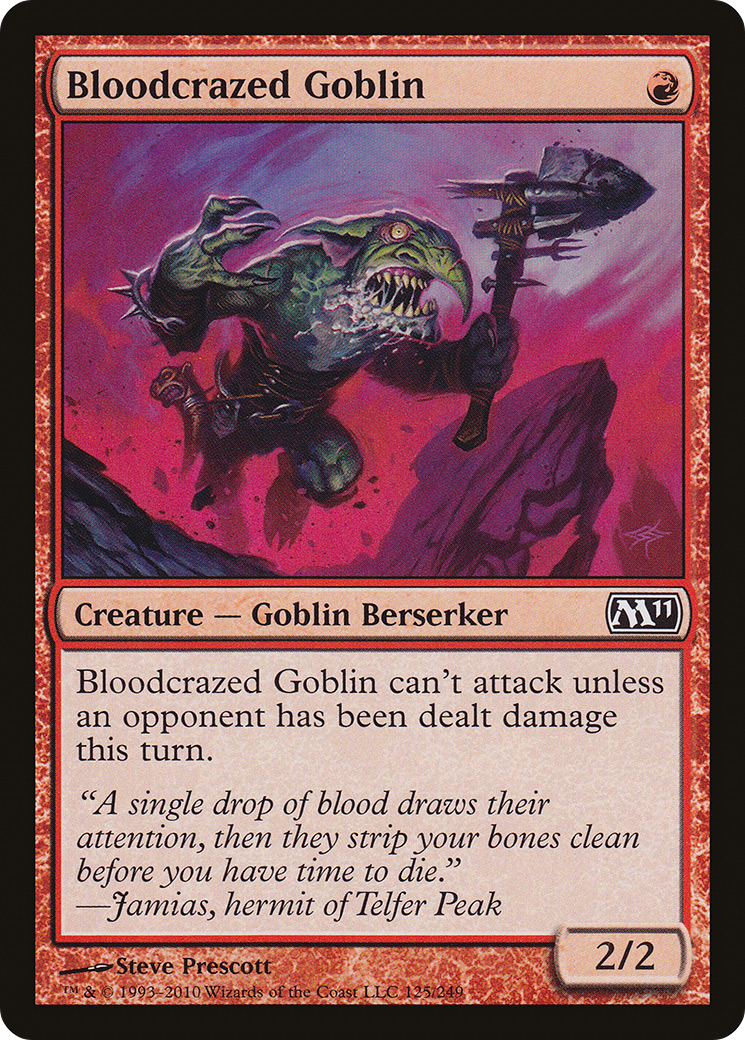 Bloodcrazed Goblin
Creature — Goblin Berserker
M11
Bloodcrazed Goblin can't attack unless
an opponent has been dealt damage
this turn.
“A single drop of blood draws their
attention, then they strip your bones clean
before you have time to die.”
—Jamias, hermit of Telfer Peak
2/2
Steve Prescott
™ & © 1993–2010 Wizards of the Coast LLC 125/249